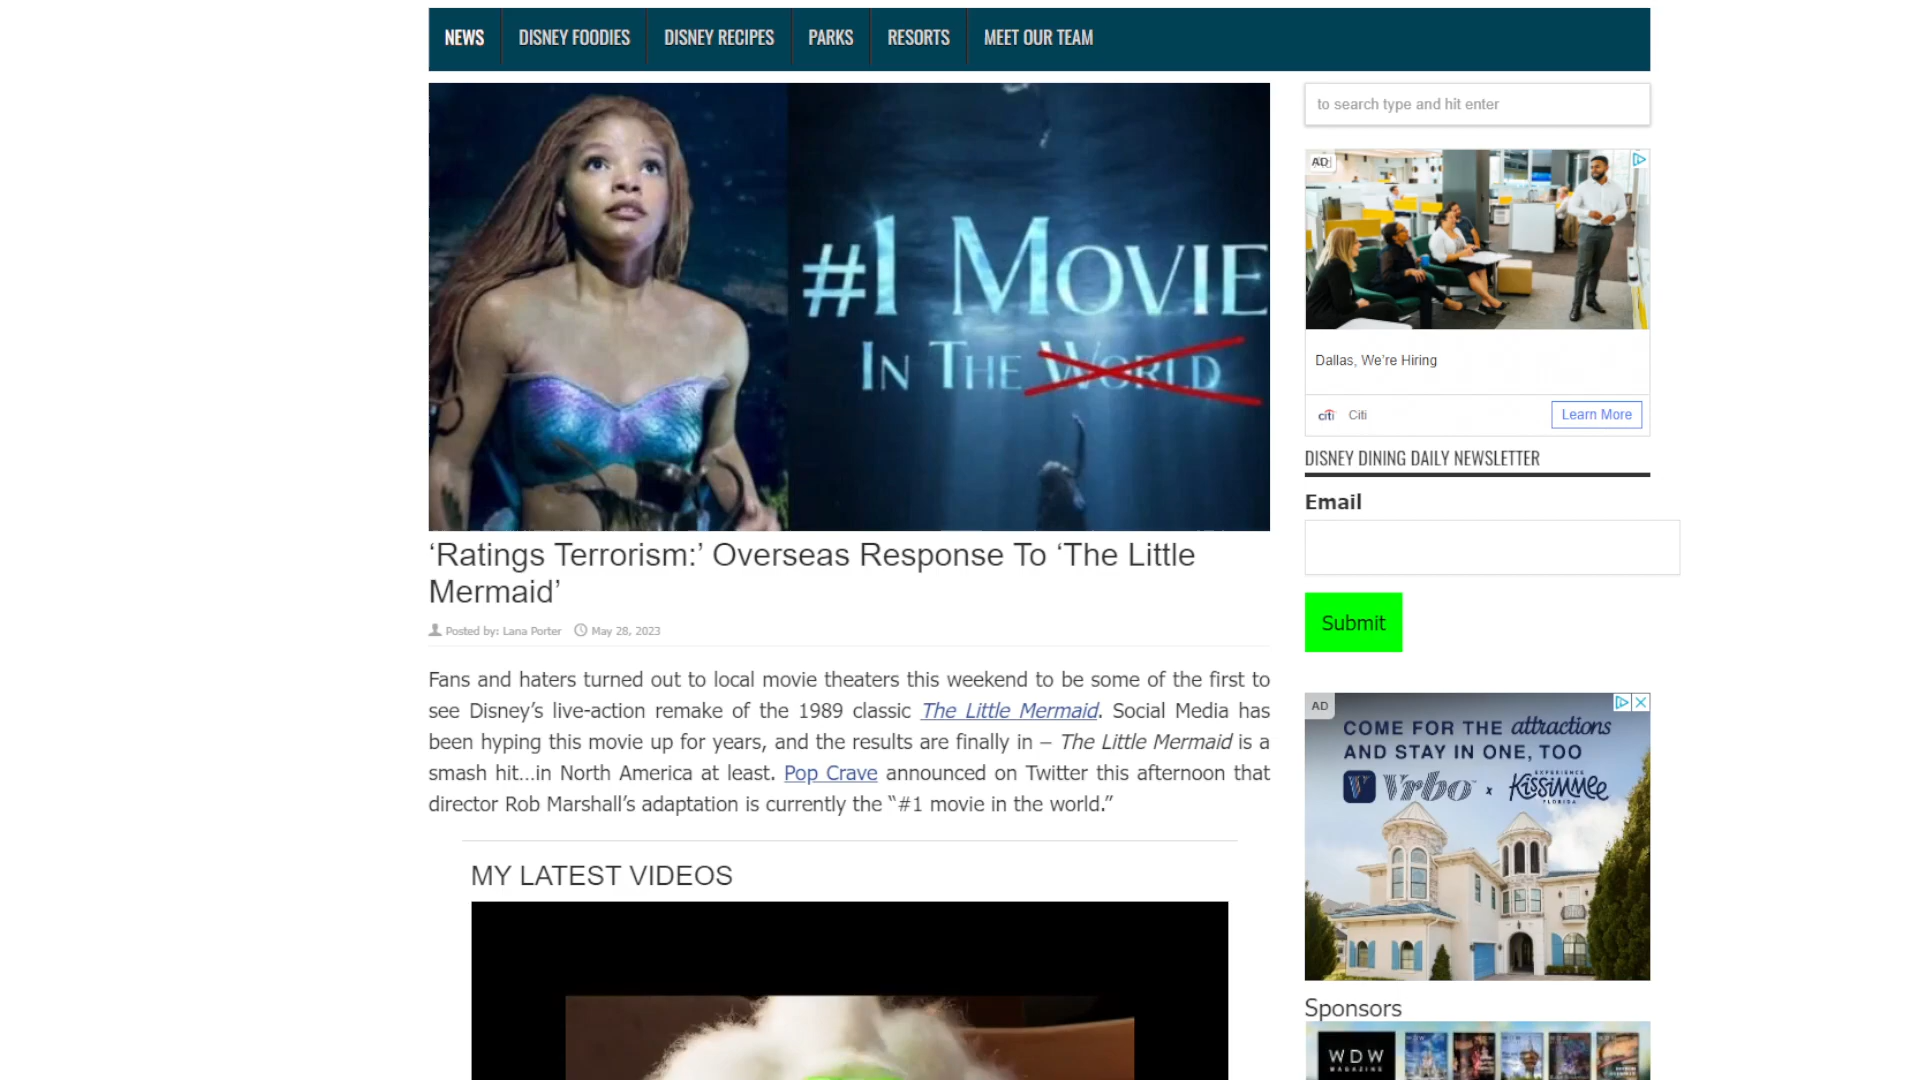 NEWS
DISNEY FOODIES
DISNEY RECIPES
PARKS
RESORTS
MEET OUR TEAM
#1 MOVIE
IN THE WORLD
‘Ratings Terrorism:’ Overseas Response To ‘The Little
Mermaid’
Posted by: Lana Porter May 28, 2023
Fans and haters turned out to local movie theaters this weekend to be some of the first to
see Disney’s live-action remake of the 1989 classic The Little Mermaid. Social Media has
been hyping this movie up for years, and the results are finally in – The Little Mermaid is a
smash hit…in North America at least. Pop Crave announced on Twitter this afternoon that
director Rob Marshall’s adaptation is currently the “#1 movie in the world.”
MY LATEST VIDEOS
to search type and hit enter
AD
Dallas, We’re Hiring
citi Citi
Learn More
DISNEY DINING DAILY NEWSLETTER
Email
Submit
AD
COME FOR THE attractions
AND STAY IN ONE, TOO
Vrbo x EXPERIENCE Kissimmee FLORIDA
Sponsors
WDW
MAGAZINE